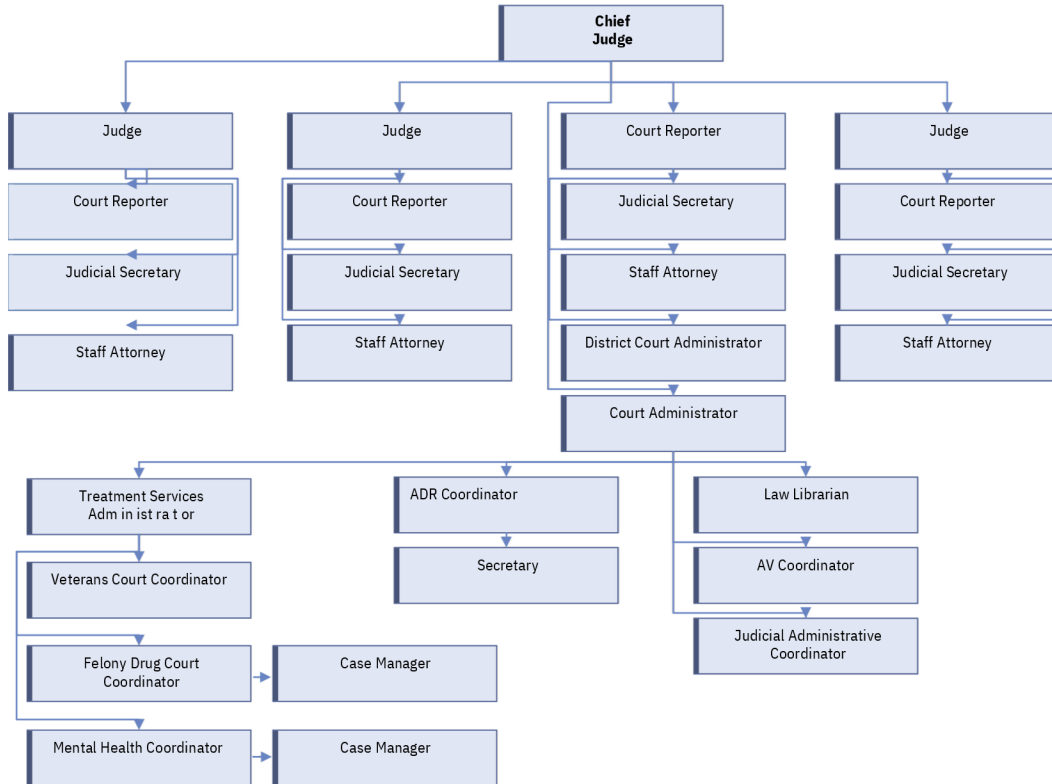 Chief
Judge
Judge
Judge
Court Reporter
Judge
Court Reporter
Court Reporter
Judicial Secretary
Court Reporter
Judicial Secretary
Judicial Secretary
Staff Attorney
Judicial Secretary
Staff Attorney
Staff Attorney
District Court Administrator
Staff Attorney
Court Administrator
Treatment Services
Adm in ist ra t or
ADR Coordinator
Law Librarian
Veterans Court Coordinator
Secretary
AV Coordinator
Felony Drug Court
Coordinator
Case Manager
Judicial Administrative
Coordinator
Mental Health Coordinator
Case Manager